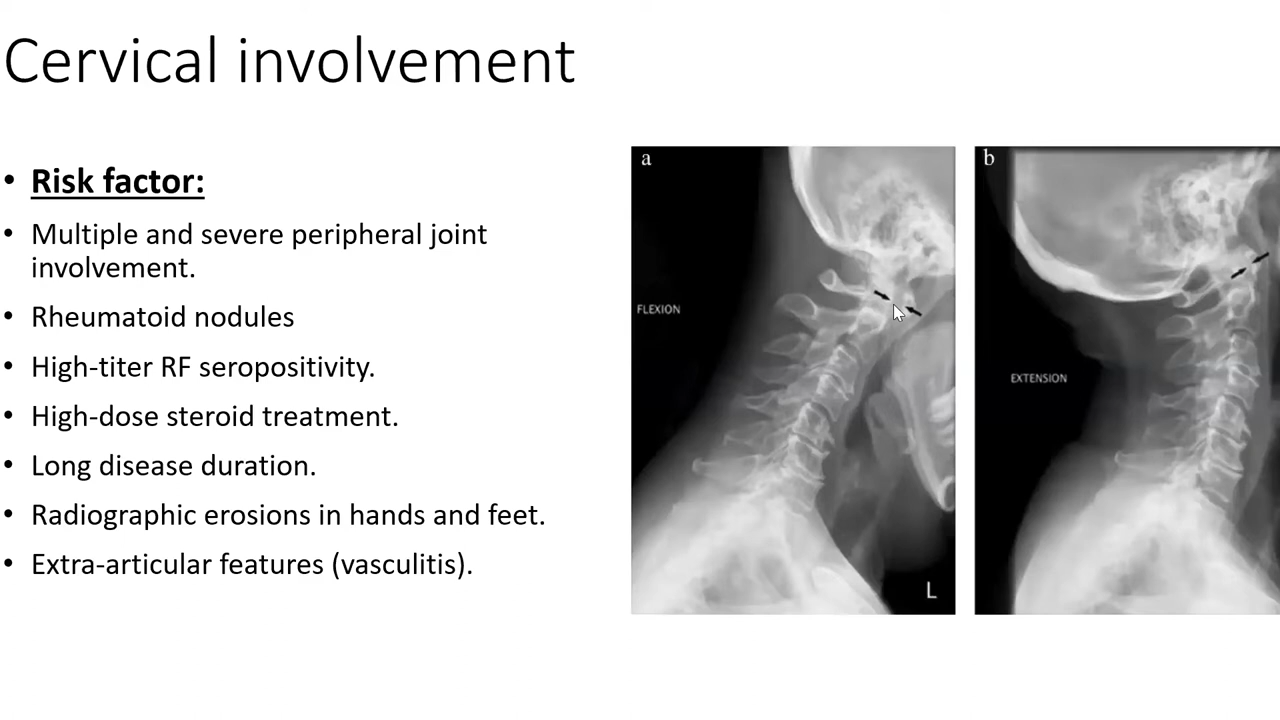 Cervical involvement
• Risk factor:
• Multiple and severe peripheral joint
involvement.
• Rheumatoid nodules
• High-titer RF seropositivity.
• High-dose steroid treatment.
• Long disease duration.
• Radiographic erosions in hands and feet.
• Extra-articular features (vasculitis).
a
FLEXION
L
b
EXTENSION